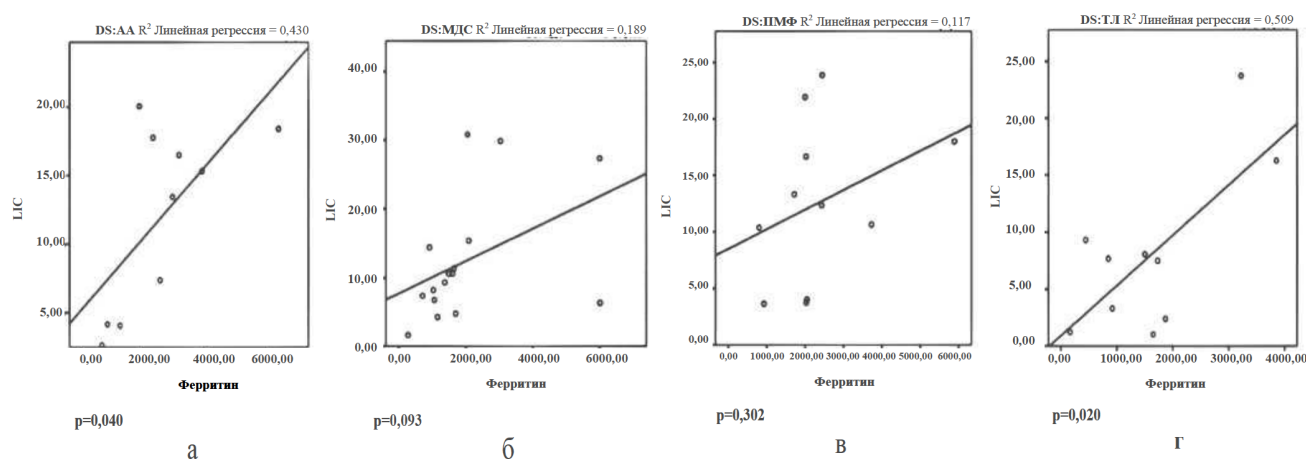 DS:АА R² Линейная регрессия = 0,430
20,00
15,00
10,00
5,00
LIC
0,00 2000,00 4000,00 6000,00
Ферритин
p=0,040
а
DS:МДС R² Линейная регрессия = 0,189
40,00
30,00
20,00
10,00
0,00
LIC
0,00 2000,00 4000,00 6000,00
Ферритин
p=0,093
б
DS:ПМФ R² Линейная регрессия = 0,117
25,00
20,00
15,00
10,00
5,00
0,00
LIC
0,00 1000,00 2000,00 3000,00 4000,00 5000,00 6000,00
Ферритин
p=0,302
в
DS:ТЛ R² Линейная регрессия = 0,509
25,00
20,00
15,00
10,00
5,00
0,00
LIC
0,00 1000,00 2000,00 3000,00 4000,00
Ферритин
p=0,020
г